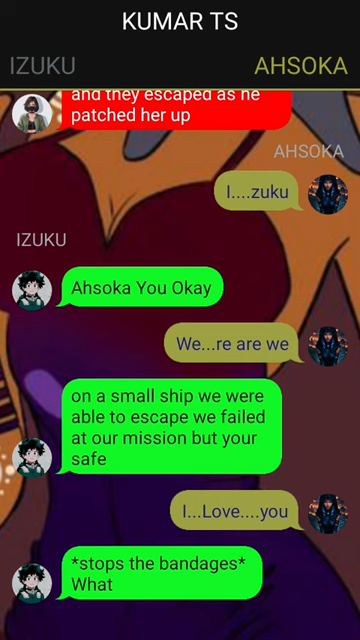 KUMAR TS
IZUKU
AHSOKA
and they escaped as he
patched her up
AHSOKA
I....zuku
IZUKU
Ahsoka You Okay
We...re are we
on a small ship we were
able to escape we failed
at our mission but your
safe
I...Love....you
*stops the bandages*
What